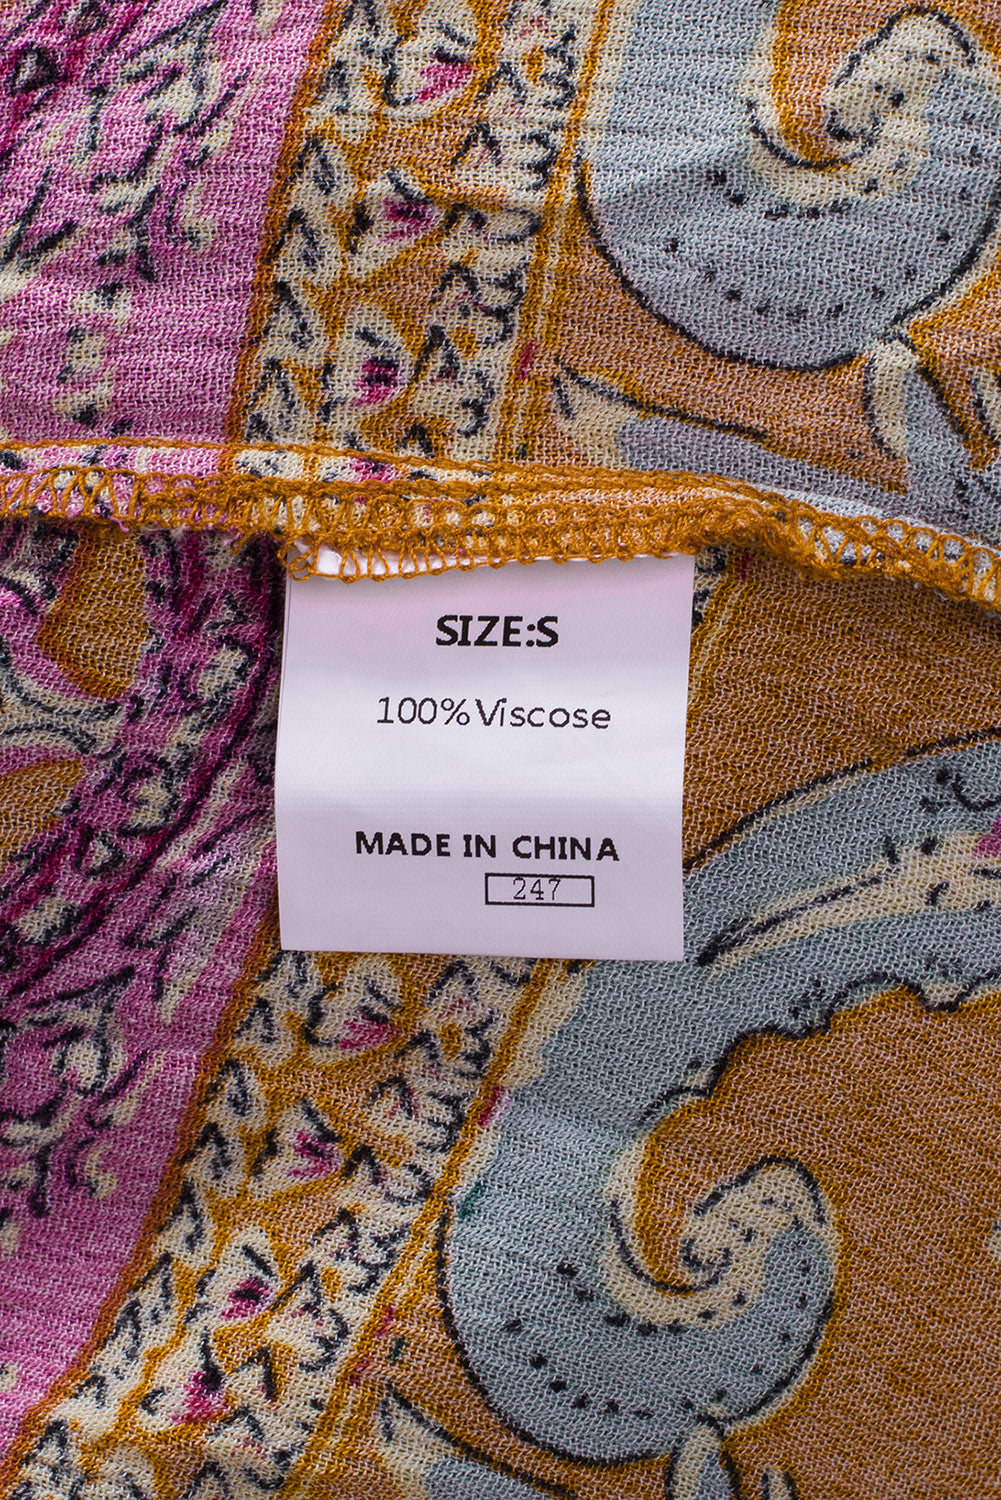 SIZE:S
100%Viscose
MADE IN CHINA
247